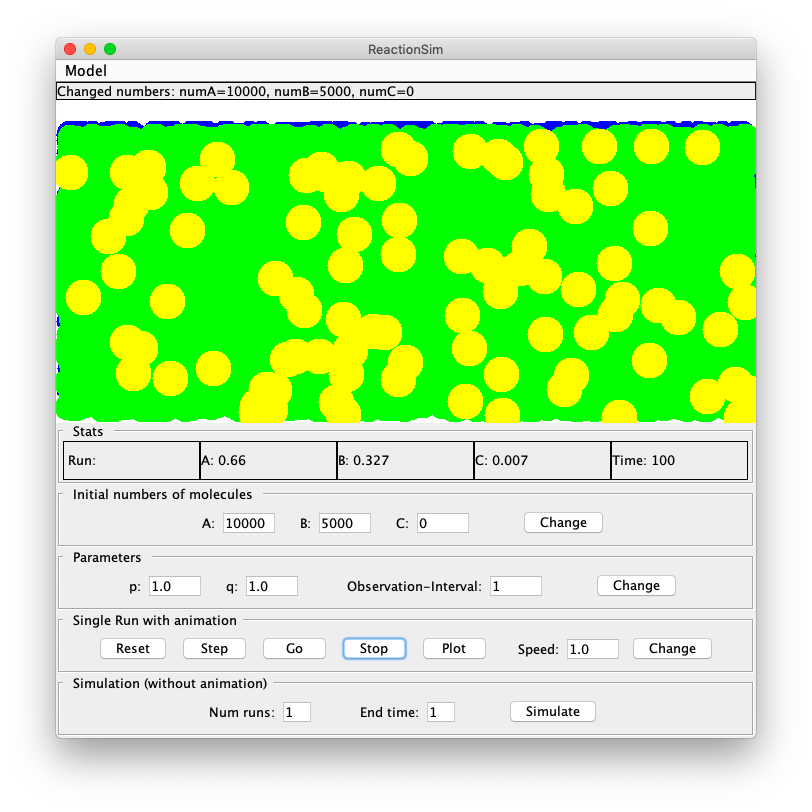 ReactionSim
Model
Changed numbers: numA=10000, numB=5000, numC=0
Stats
Run: A: 0.66 B: 0.327 C: 0.007 Time: 100
Initial numbers of molecules
A: 10000 B: 5000 C: 0 Change
Parameters
p: 1.0 q: 1.0 Observation-Interval: 1 Change
Single Run with animation
Reset Step Go Stop Plot Speed: 1.0 Change
Simulation (without animation)
Num runs: 1 End time: 1 Simulate